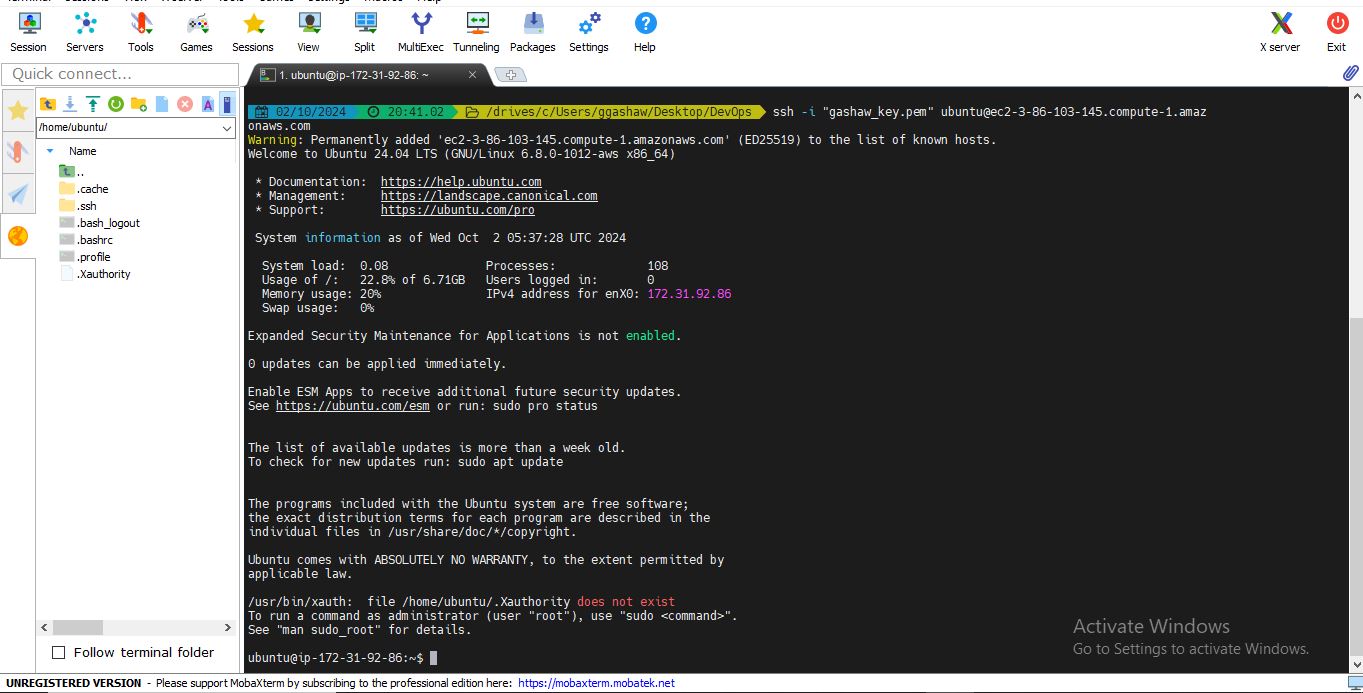 Session Servers Tools Games Sessions View Split MultiExec Tunneling Packages Settings Help X server Exit
Quick connect...
1. ubuntu@ip-172-31-92-86: ~
/home/ubuntu/
Name
..
.cache
.ssh
.bash_logout
.bashrc
.profile
.Xauthority
Follow terminal folder
02/10/2024 20:41.02 /drives/c/Users/ggashaw/Desktop/DevOps ssh -i "gashaw_key.pem" ubuntu@ec2-3-86-103-145.compute-1.amaz
onaws.com
Warning: Permanently added 'ec2-3-86-103-145.compute-1.amazonaws.com' (ED25519) to the list of known hosts.
Welcome to Ubuntu 24.04 LTS (GNU/Linux 6.8.0-1012-aws x86_64)
* Documentation: https://help.ubuntu.com
* Management: https://landscape.canonical.com
* Support: https://ubuntu.com/pro
System information as of Wed Oct 2 05:37:28 UTC 2024
System load: 0.08 Processes: 108
Usage of /: 22.8% of 6.71GB Users logged in: 0
Memory usage: 20% IPv4 address for enX0: 172.31.92.86
Swap usage: 0%
Expanded Security Maintenance for Applications is not enabled.
0 updates can be applied immediately.
Enable ESM Apps to receive additional future security updates.
See https://ubuntu.com/esm or run: sudo pro status
The list of available updates is more than a week old.
To check for new updates run: sudo apt update
The programs included with the Ubuntu system are free software;
the exact distribution terms for each program are described in the
individual files in /usr/share/doc/*/copyright.
Ubuntu comes with ABSOLUTELY NO WARRANTY, to the extent permitted by
applicable law.
/usr/bin/xauth: file /home/ubuntu/.Xauthority does not exist
To run a command as administrator (user "root"), use "sudo <command>".
See "man sudo_root" for details.
ubuntu@ip-172-31-92-86:~$
Activate Windows
Go to Settings to activate Windows.
UNREGISTERED VERSION - Please support MobaXterm by subscribing to the professional edition here: https://mobaxterm.mobatek.net